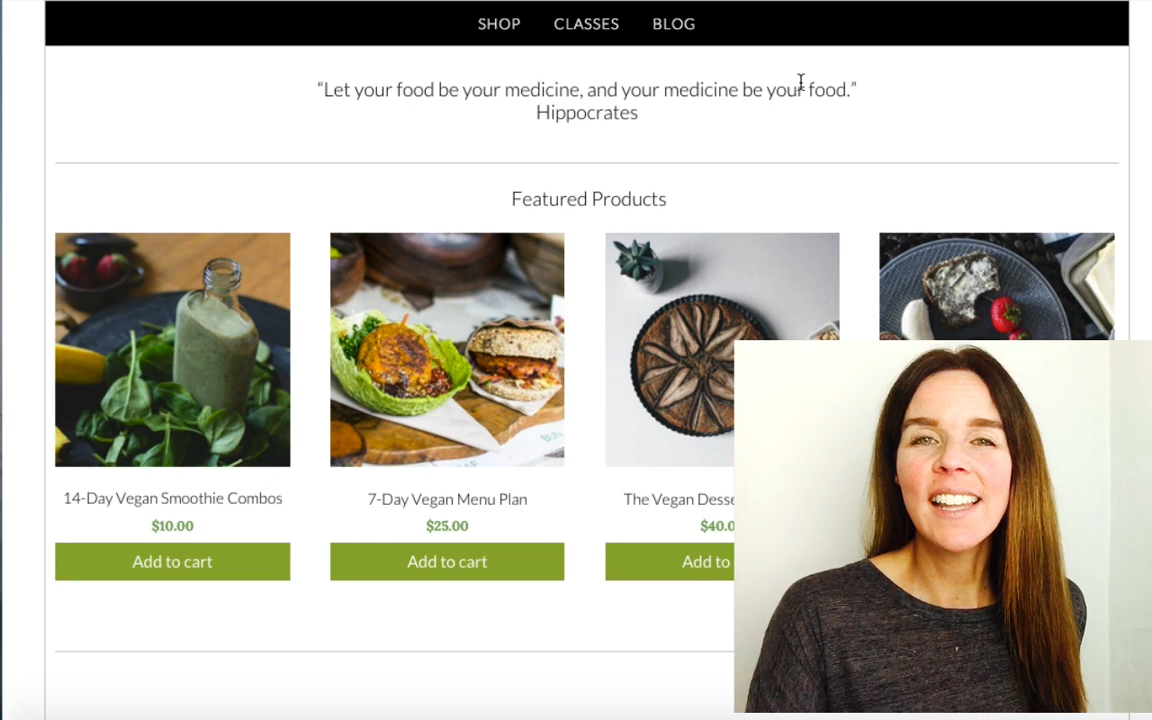 SHOP CLASSES BLOG
“Let your food be your medicine, and your medicine be your food.”
Hippocrates
Featured Products
14-Day Vegan Smoothie Combos
$10.00
Add to cart
7-Day Vegan Menu Plan
$25.00
Add to cart
The Vegan
$40.0
Add to